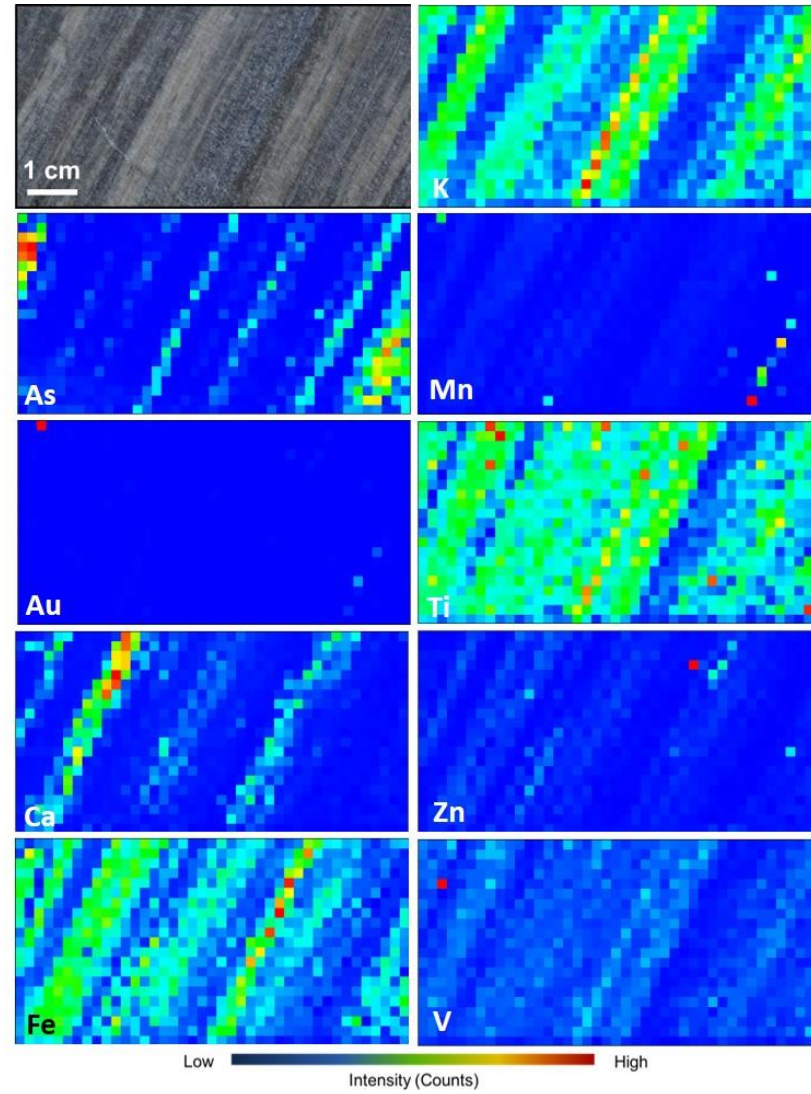 1 cm
K
As
Mn
Au
Ti
Ca
Zn
Fe
V
Low
High
Intensity (Counts)